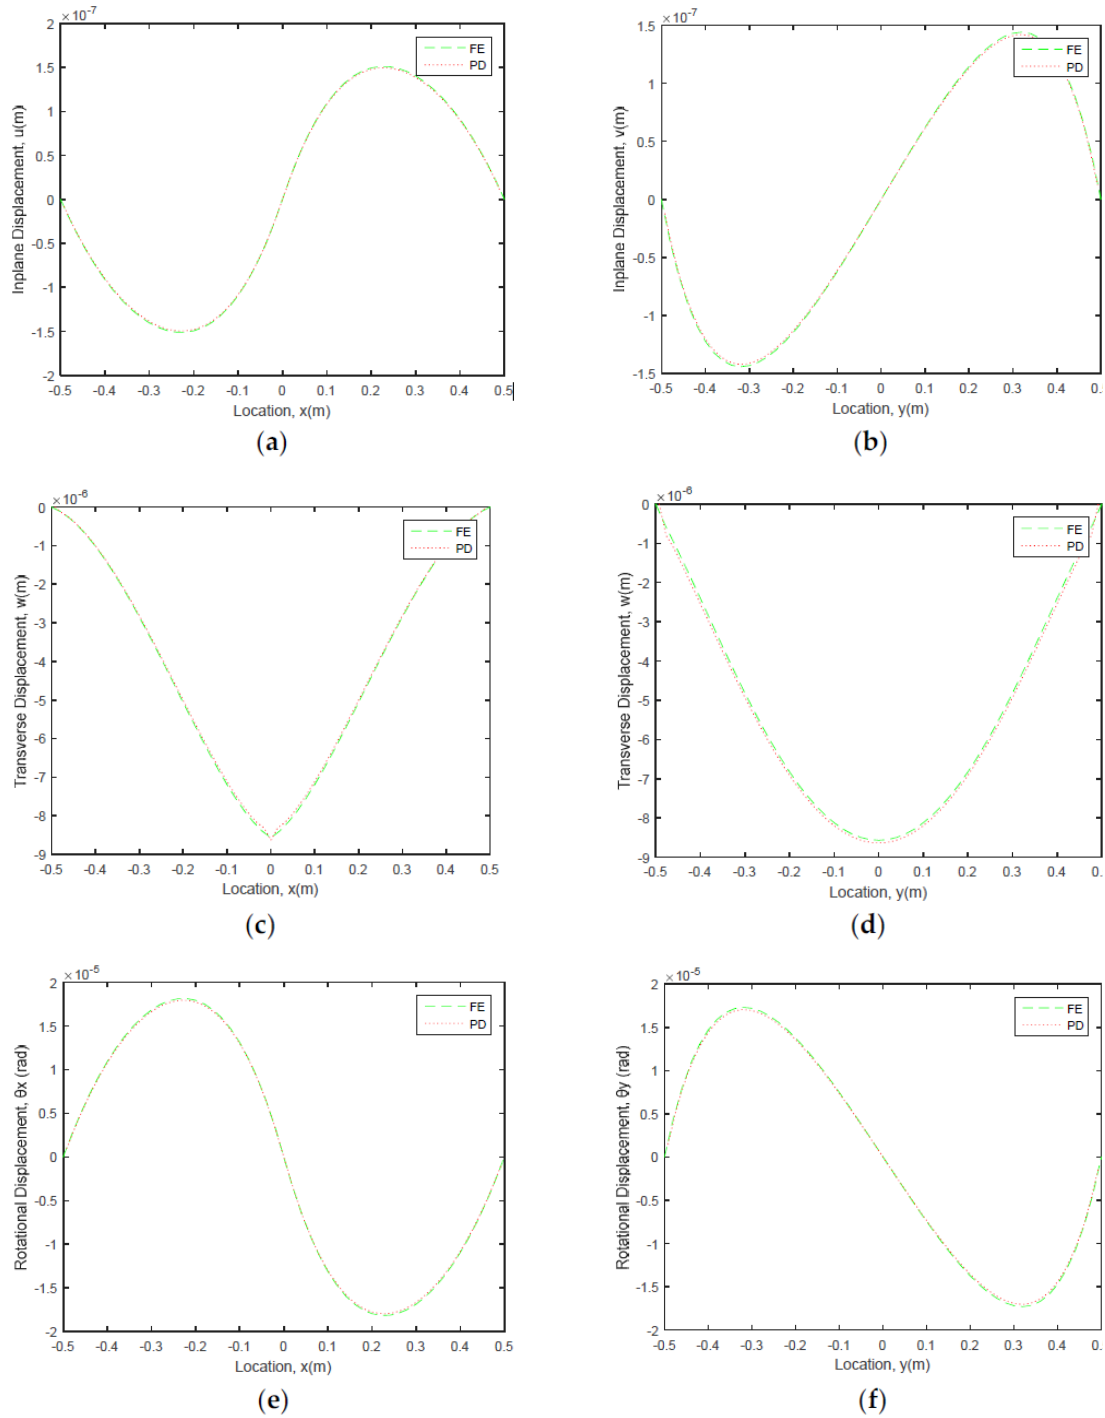 ×10⁻⁷
2
1.5
1
0.5
0
-0.5
-1
-1.5
-2
Inplane Displacement, u(m)
FE
PD
-0.5 -0.4 -0.3 -0.2 -0.1 0 0.1 0.2 0.3 0.4 0.5
Location, x(m)
(a)
×10⁻⁷
1.5
1
0.5
0
-0.5
-1
-1.5
Inplane Displacement, v(m)
FE
PD
-0.5 -0.4 -0.3 -0.2 -0.1 0 0.1 0.2 0.3 0.4 0.
Location, y(m)
(b)
×10⁻⁶
0
-1
-2
-3
-4
-5
-6
-7
-8
-9
Transverse Displacement, w(m)
FE
PD
-0.5 -0.4 -0.3 -0.2 -0.1 0 0.1 0.2 0.3 0.4 0.5
Location, x(m)
(c)
×10⁻⁶
0
-1
-2
-3
-4
-5
-6
-7
-8
-9
Transverse Displacement, w(m)
FE
PD
-0.5 -0.4 -0.3 -0.2 -0.1 0 0.1 0.2 0.3 0.4 0.
Location, y(m)
(d)
×10⁻⁵
2
1.5
1
0.5
0
-0.5
-1
-1.5
-2
Rotational Displacement, θx (rad)
FE
PD
-0.5 -0.4 -0.3 -0.2 -0.1 0 0.1 0.2 0.3 0.4 0.5
Location, x(m)
(e)
×10⁻⁵
2
1.5
1
0.5
0
-0.5
-1
-1.5
-2
Rotational Displacement, θy (rad)
FE
PD
-0.5 -0.4 -0.3 -0.2 -0.1 0 0.1 0.2 0.3 0.4 0.
Location, y(m)
(f)